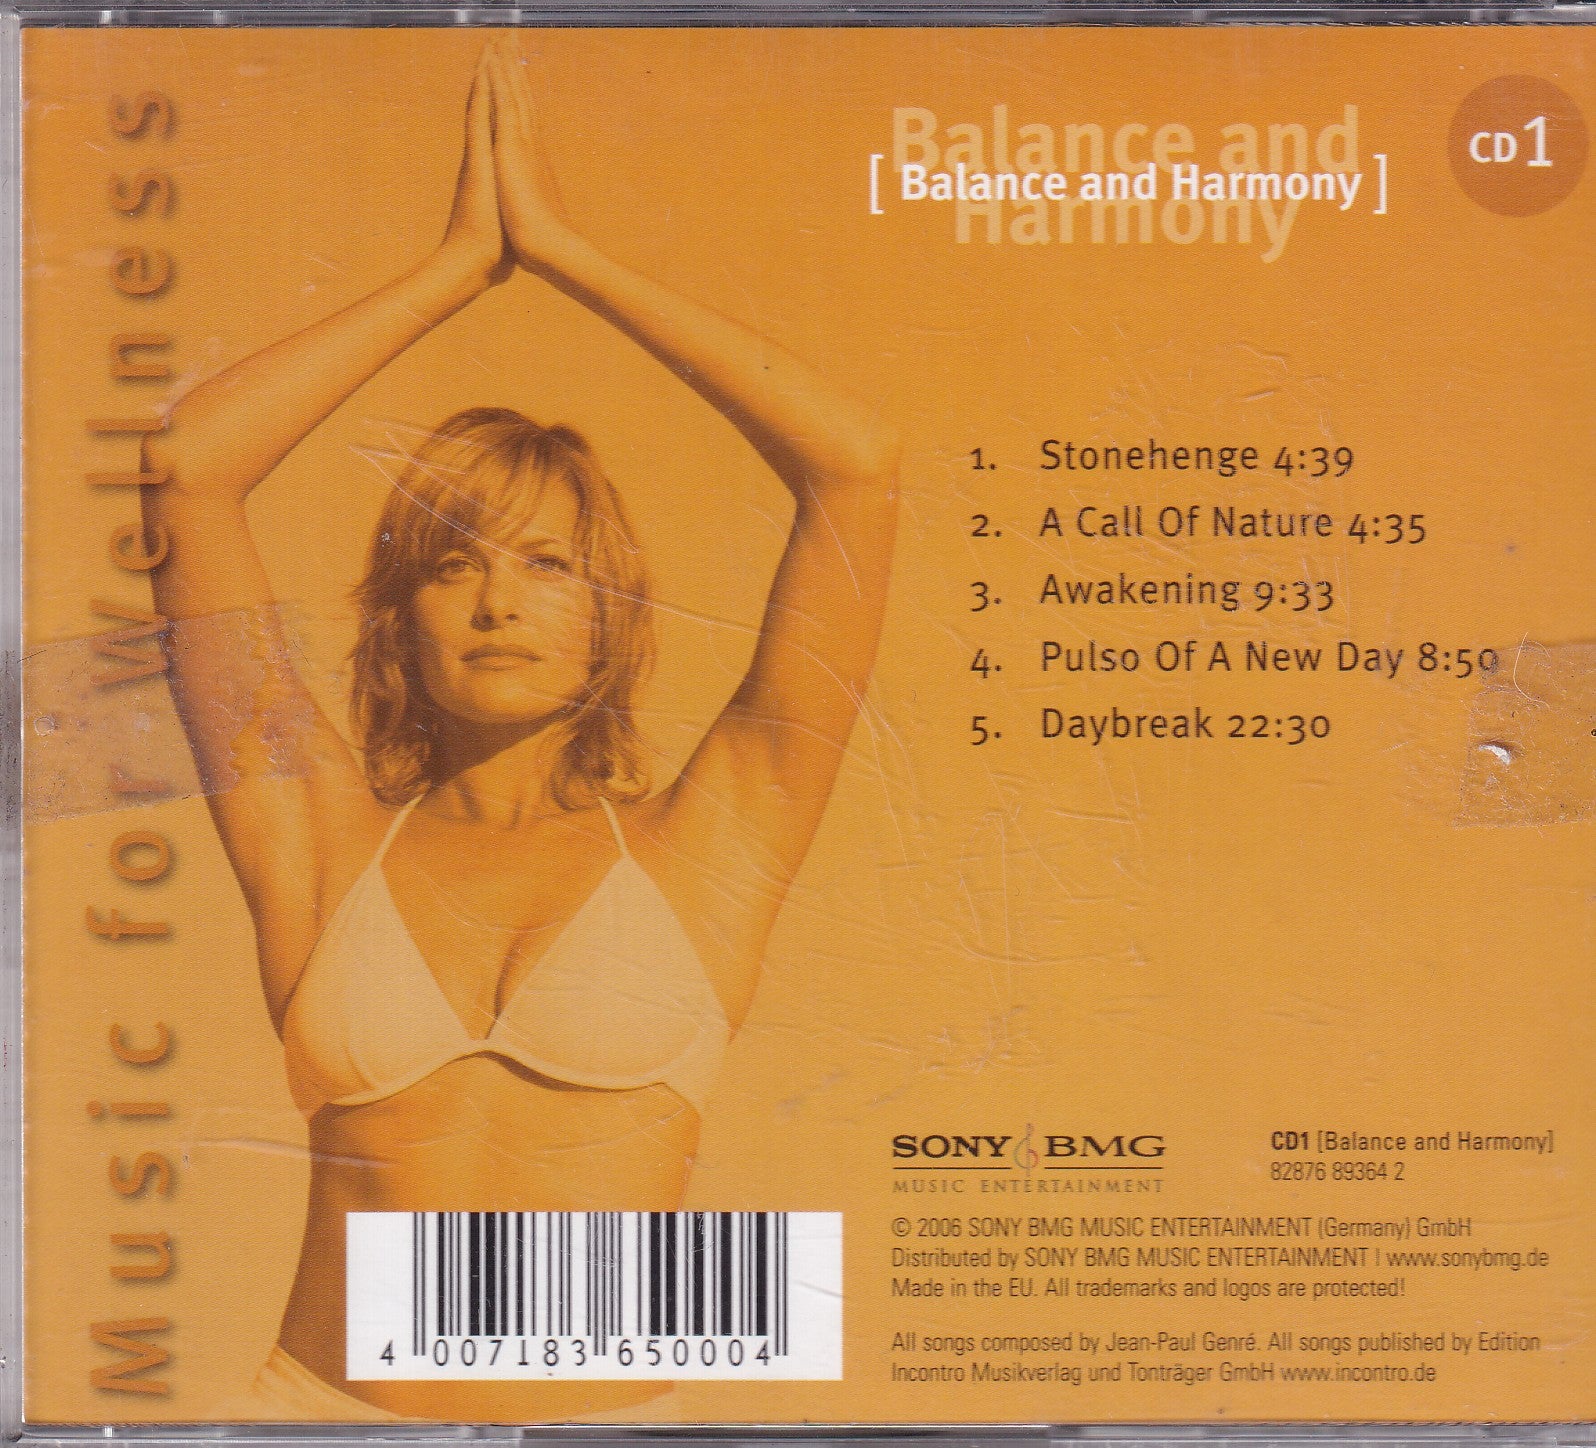 Music for Wellness
Balance and
Harmony
[ Balance and Harmony ]
CD 1
1. Stonehenge 4:39
2. A Call Of Nature 4:35
3. Awakening 9:33
4. Pulso Of A New Day 8:50
5. Daybreak 22:30
SONY BMG
MUSIC ENTERTAINMENT
CD1 [Balance and Harmony]
82876 89364 2
© 2006 SONY BMG MUSIC ENTERTAINMENT (Germany) GmbH
Distributed by SONY BMG MUSIC ENTERTAINMENT | www.sonybmg.de
Made in the EU. All trademarks and logos are protected!
All songs composed by Jean-Paul Genré. All songs published by Edition
Incontro Musikverlag und Tonträger GmbH www.incontro.de
4 007183 650004